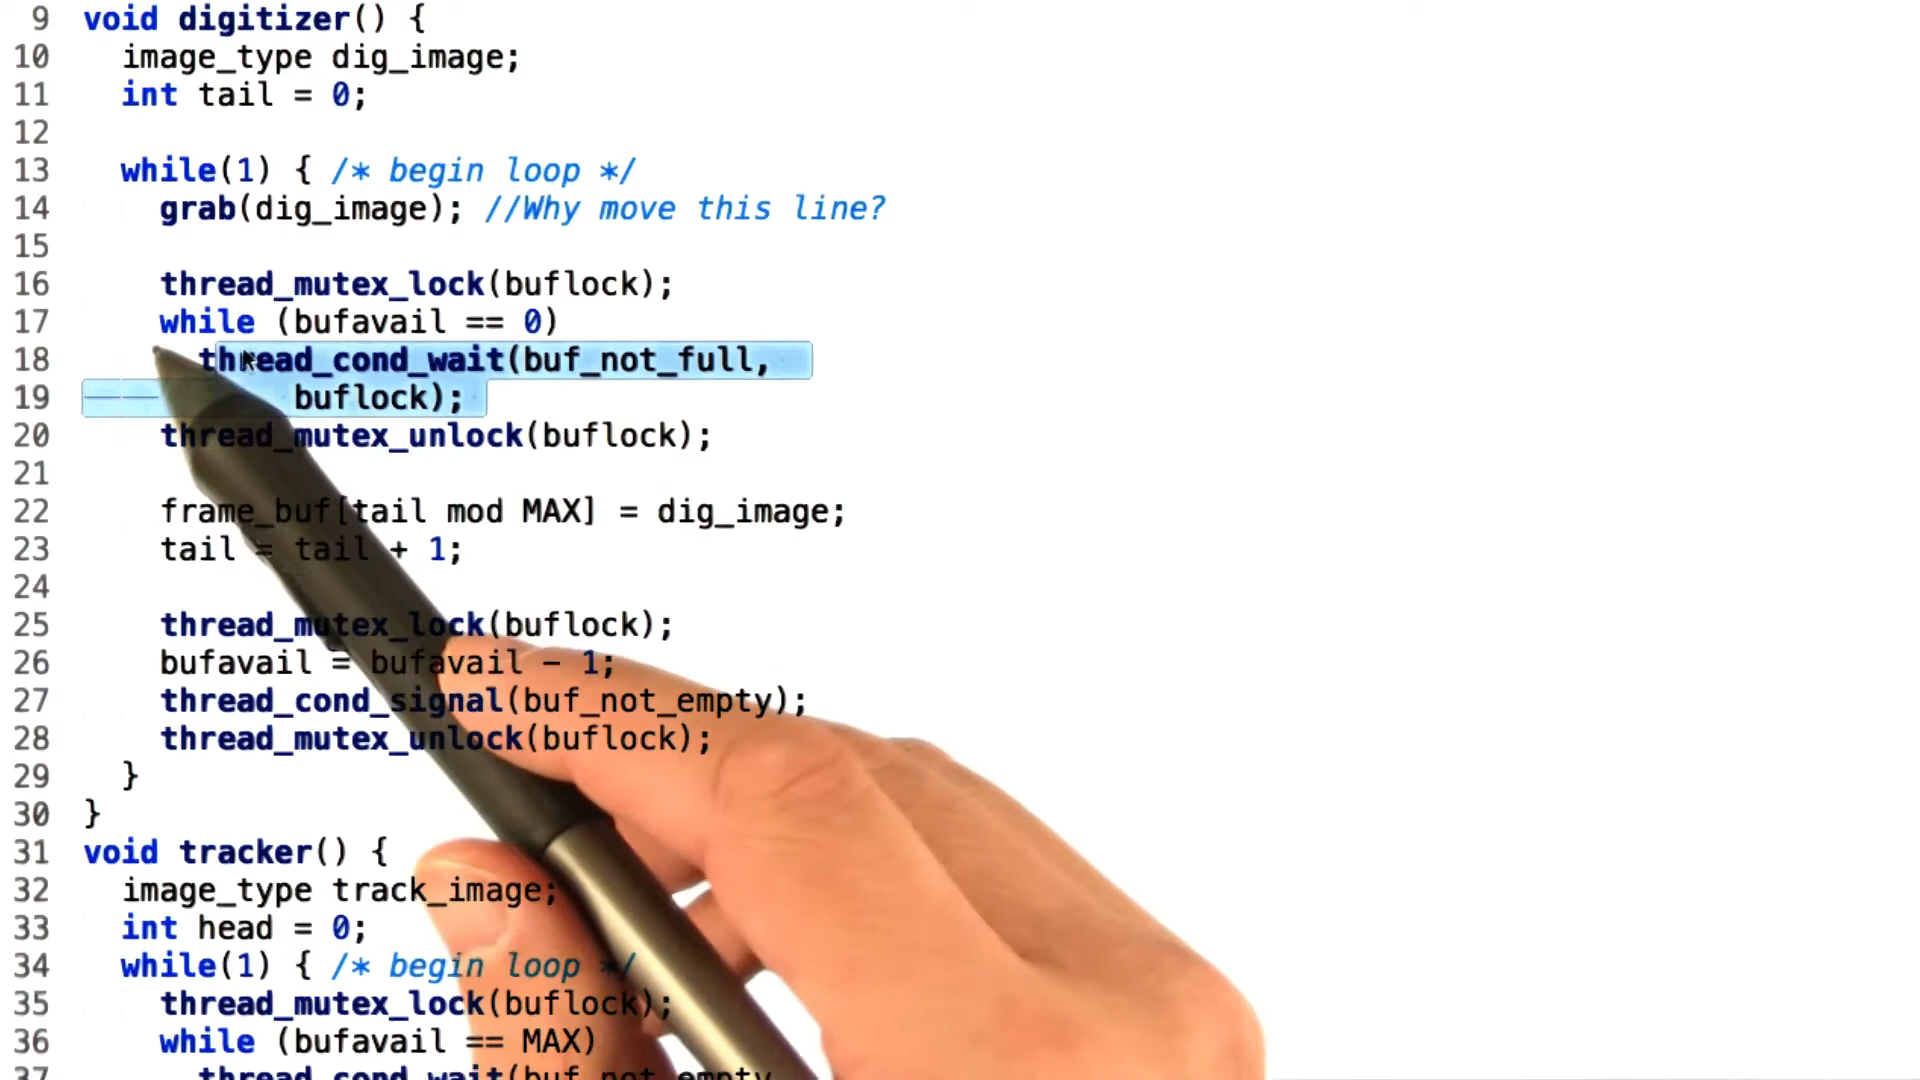 9 void digitizer() {
10 image_type dig_image;
11 int tail = 0;
12
13 while(1) { /* begin loop */
14 grab(dig_image); //Why move this line?
15
16 thread_mutex_lock(buflock);
17 while (bufavail == 0)
18 thread_cond_wait(buf_not_full,
19 buflock);
20 thread_mutex_unlock(buflock);
21
22 frame_buf[tail mod MAX] = dig_image;
23 tail = tail + 1;
24
25 thread_mutex_lock(buflock);
26 bufavail = bufavail - 1;
27 thread_cond_signal(buf_not_empty);
28 thread_mutex_unlock(buflock);
29 }
30 }
31 void tracker() {
32 image_type track_image;
33 int head = 0;
34 while(1) { /* begin loop */
35 thread_mutex_lock(buflock);
36 while (bufavail == MAX)
37 thread_cond_wait(buf_not_empty